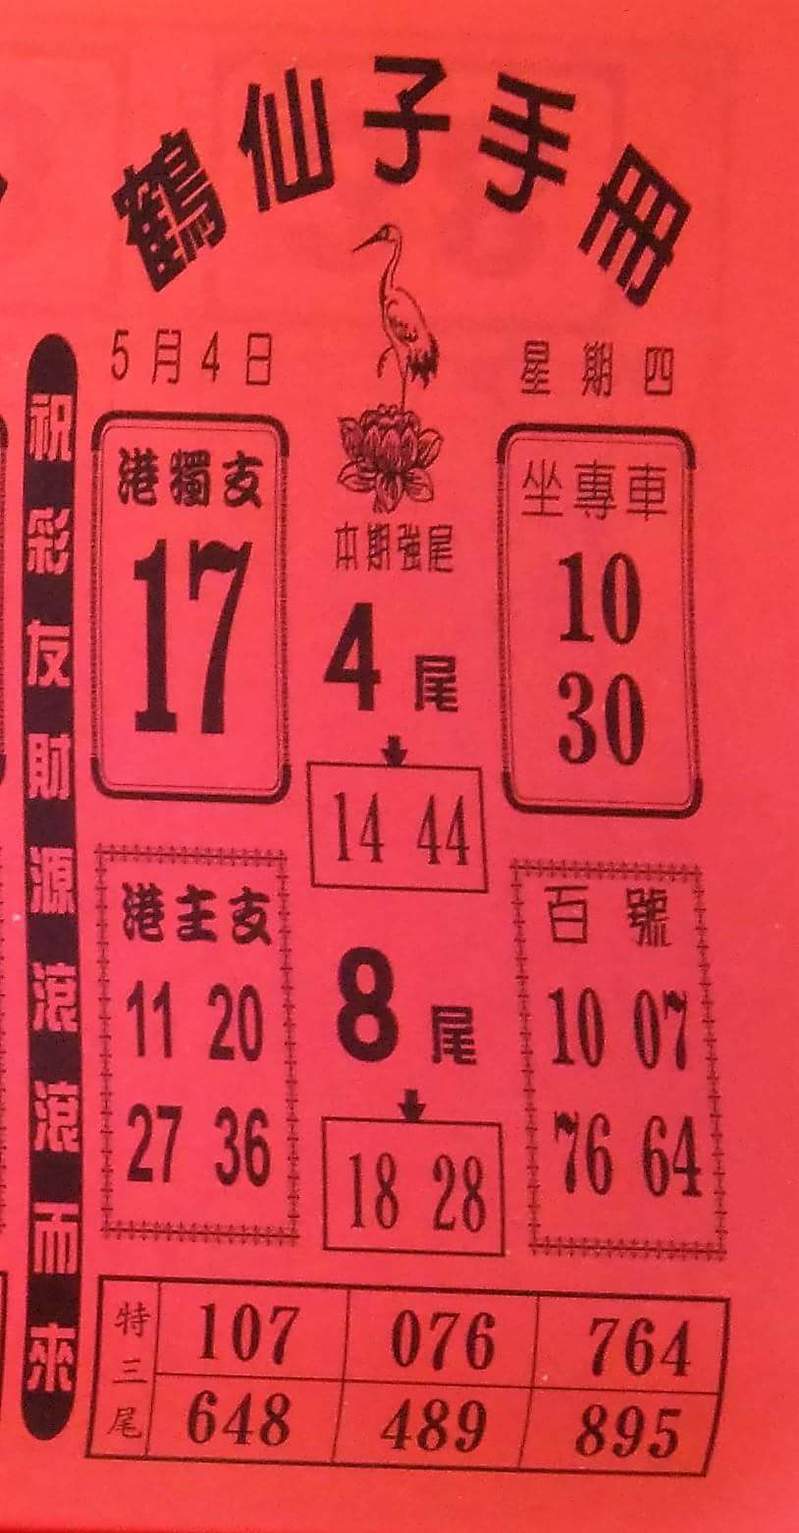 鶴仙子手冊
5月4日
星期四
祝彩友財源滾滾而來
港獨支
17
本期強尾
4尾
14 44
坐專車
10
30
港主支
11 20
27 36
8尾
18 28
百號
10 07
76 64
特三尾
107 076 764
648 489 895